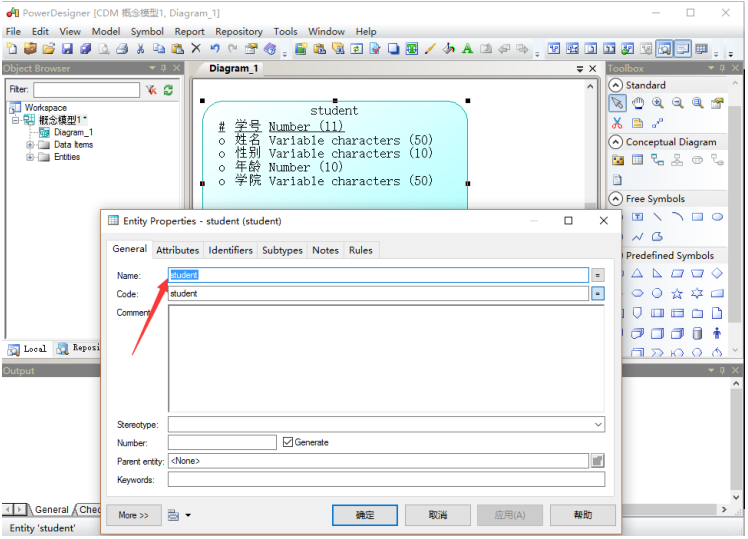 PowerDesigner [CDM 概念模型1, Diagram_1]
File Edit View Model Symbol Report Repository Tools Window Help
Object Browser
Diagram_1
Toolbox
Filter:
Standard
Workspace
概念模型1 *
Diagram_1
Data Items
Entities
student
# 学号 Number (11)
o 姓名 Variable characters (50)
o 性别 Variable characters (10)
o 年龄 Number (10)
o 学院 Variable characters (50)
Conceptual Diagram
Free Symbols
Predefined Symbols
Entity Properties - student (student)
General Attributes Identifiers Subtypes Notes Rules
Name: student =
Code: student =
Comment
Stereotype:
Number: Generate
Parent entity: <None>
Keywords:
More >> 确定 取消 应用(A) 帮助
Local Reposi
Output
General Chec
Entity 'student'